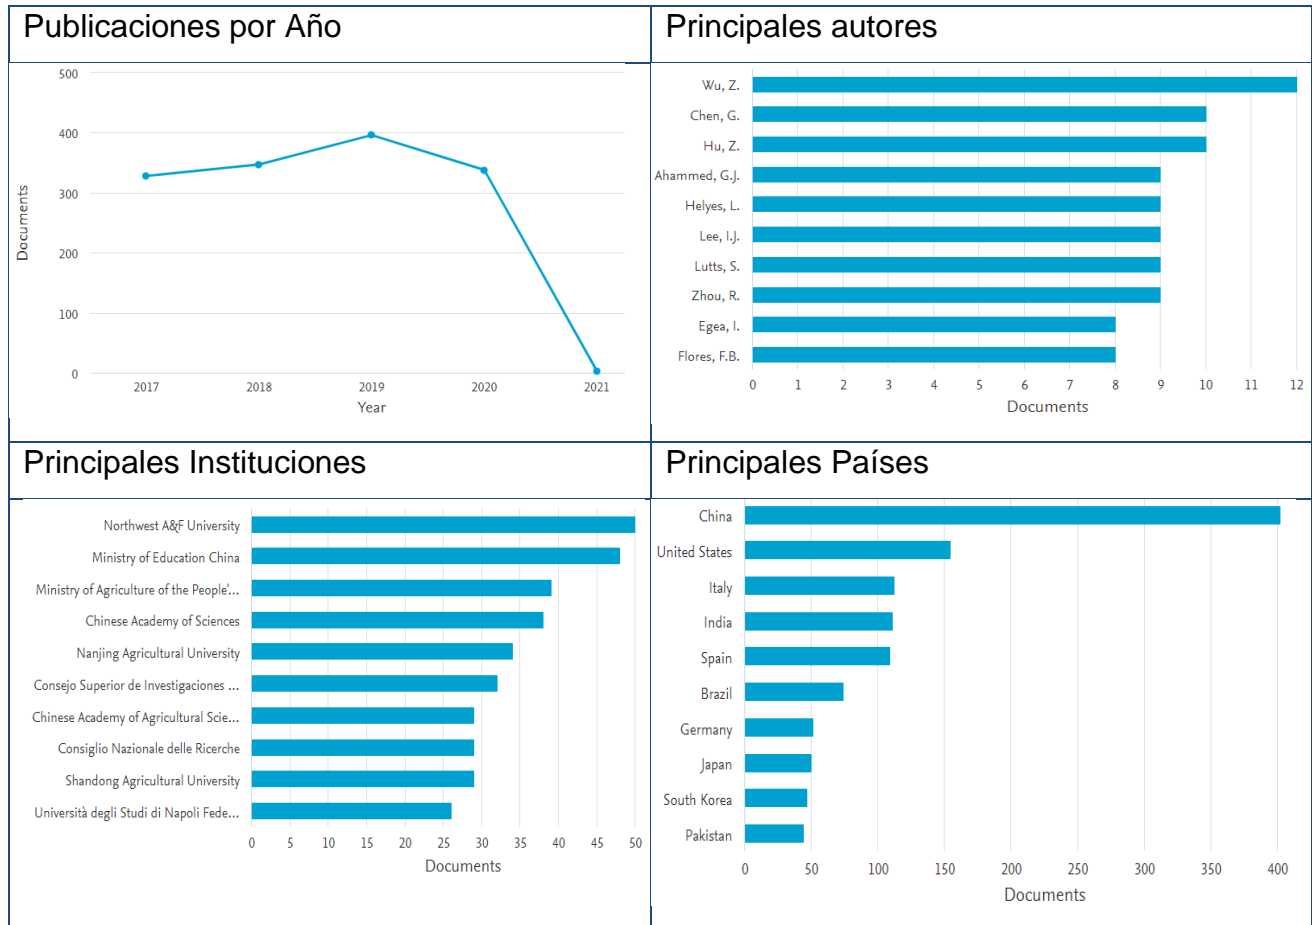 Publicaciones por Año
500
400
300
200
100
0
Documents
2017 2018 2019 2020 2021
Year
Principales autores
Wu, Z.
Chen, G.
Hu, Z.
Ahammed, G.J.
Helyes, L.
Lee, I.J.
Lutts, S.
Zhou, R.
Egea, I.
Flores, F.B.
0 1 2 3 4 5 6 7 8 9 10 11 12
Documents
Principales Instituciones
Northwest A&F University
Ministry of Education China
Ministry of Agriculture of the People'...
Chinese Academy of Sciences
Nanjing Agricultural University
Consejo Superior de Investigaciones ...
Chinese Academy of Agricultural Scie...
Consiglio Nazionale delle Ricerche
Shandong Agricultural University
Università degli Studi di Napoli Fede...
0 5 10 15 20 25 30 35 40 45 50
Documents
Principales Países
China
United States
Italy
India
Spain
Brazil
Germany
Japan
South Korea
Pakistan
0 50 100 150 200 250 300 350 400
Documents